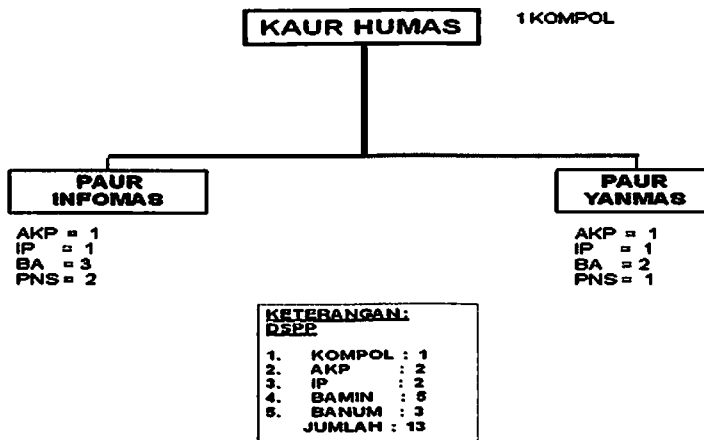 KAUR HUMAS
1 KOMPOL
PAUR
INFOMAS
AKP = 1
IP = 1
BA = 3
PNS = 2
PAUR
YANMAS
AKP = 1
IP = 1
BA = 2
PNS = 1
KETERANGAN:
DSPP
1. KOMPOL : 1
2. AKP : 2
3. IP : 2
4. BAMIN : 5
5. BANUM : 3
JUMLAH : 13